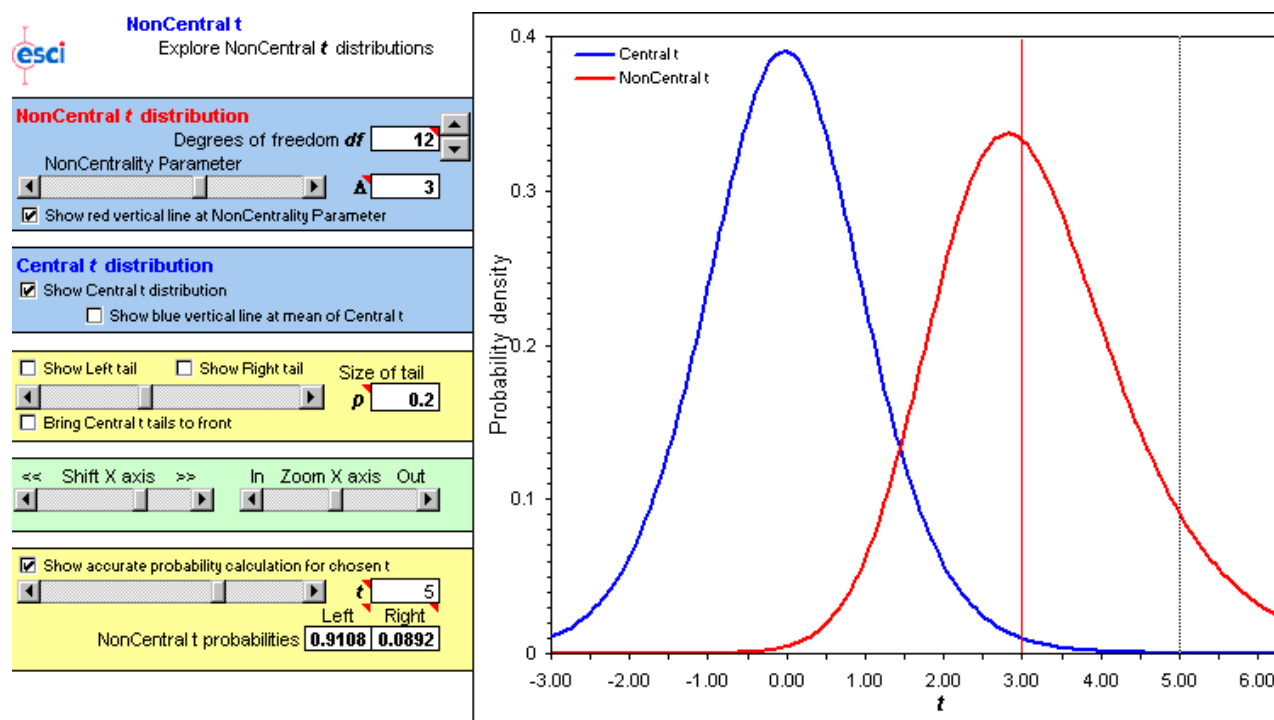 NonCentral t
esci
Explore NonCentral t distributions
NonCentral t distribution
Degrees of freedom df 12
NonCentrality Parameter
Δ 3
Show red vertical line at NonCentrality Parameter
Central t distribution
Show Central t distribution
Show blue vertical line at mean of Central t
Show Left tail Show Right tail Size of tail
p 0.2
Bring Central t tails to front
<< Shift X axis >> In Zoom X axis Out
Show accurate probability calculation for chosen t
t 5
Left Right
NonCentral t probabilities 0.9108 0.0892
Central t
NonCentral t
Probability density
0.4
0.3
0.2
0.1
0
-3.00 -2.00 -1.00 0.00 1.00 2.00 3.00 4.00 5.00 6.00
t